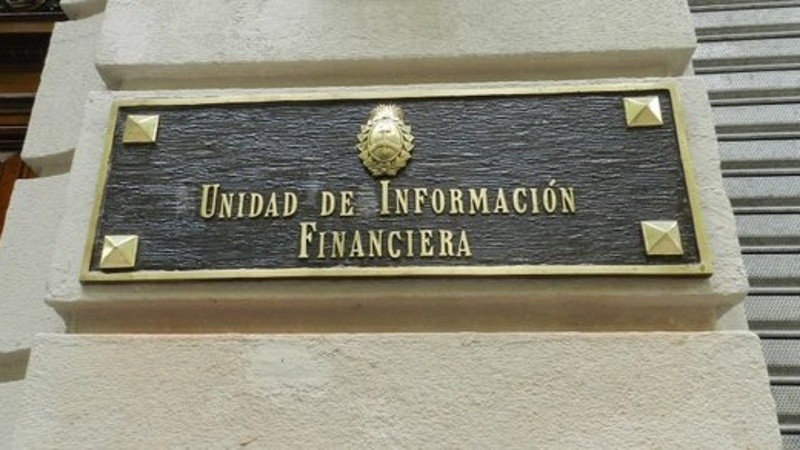 Unidad de Información
Financiera